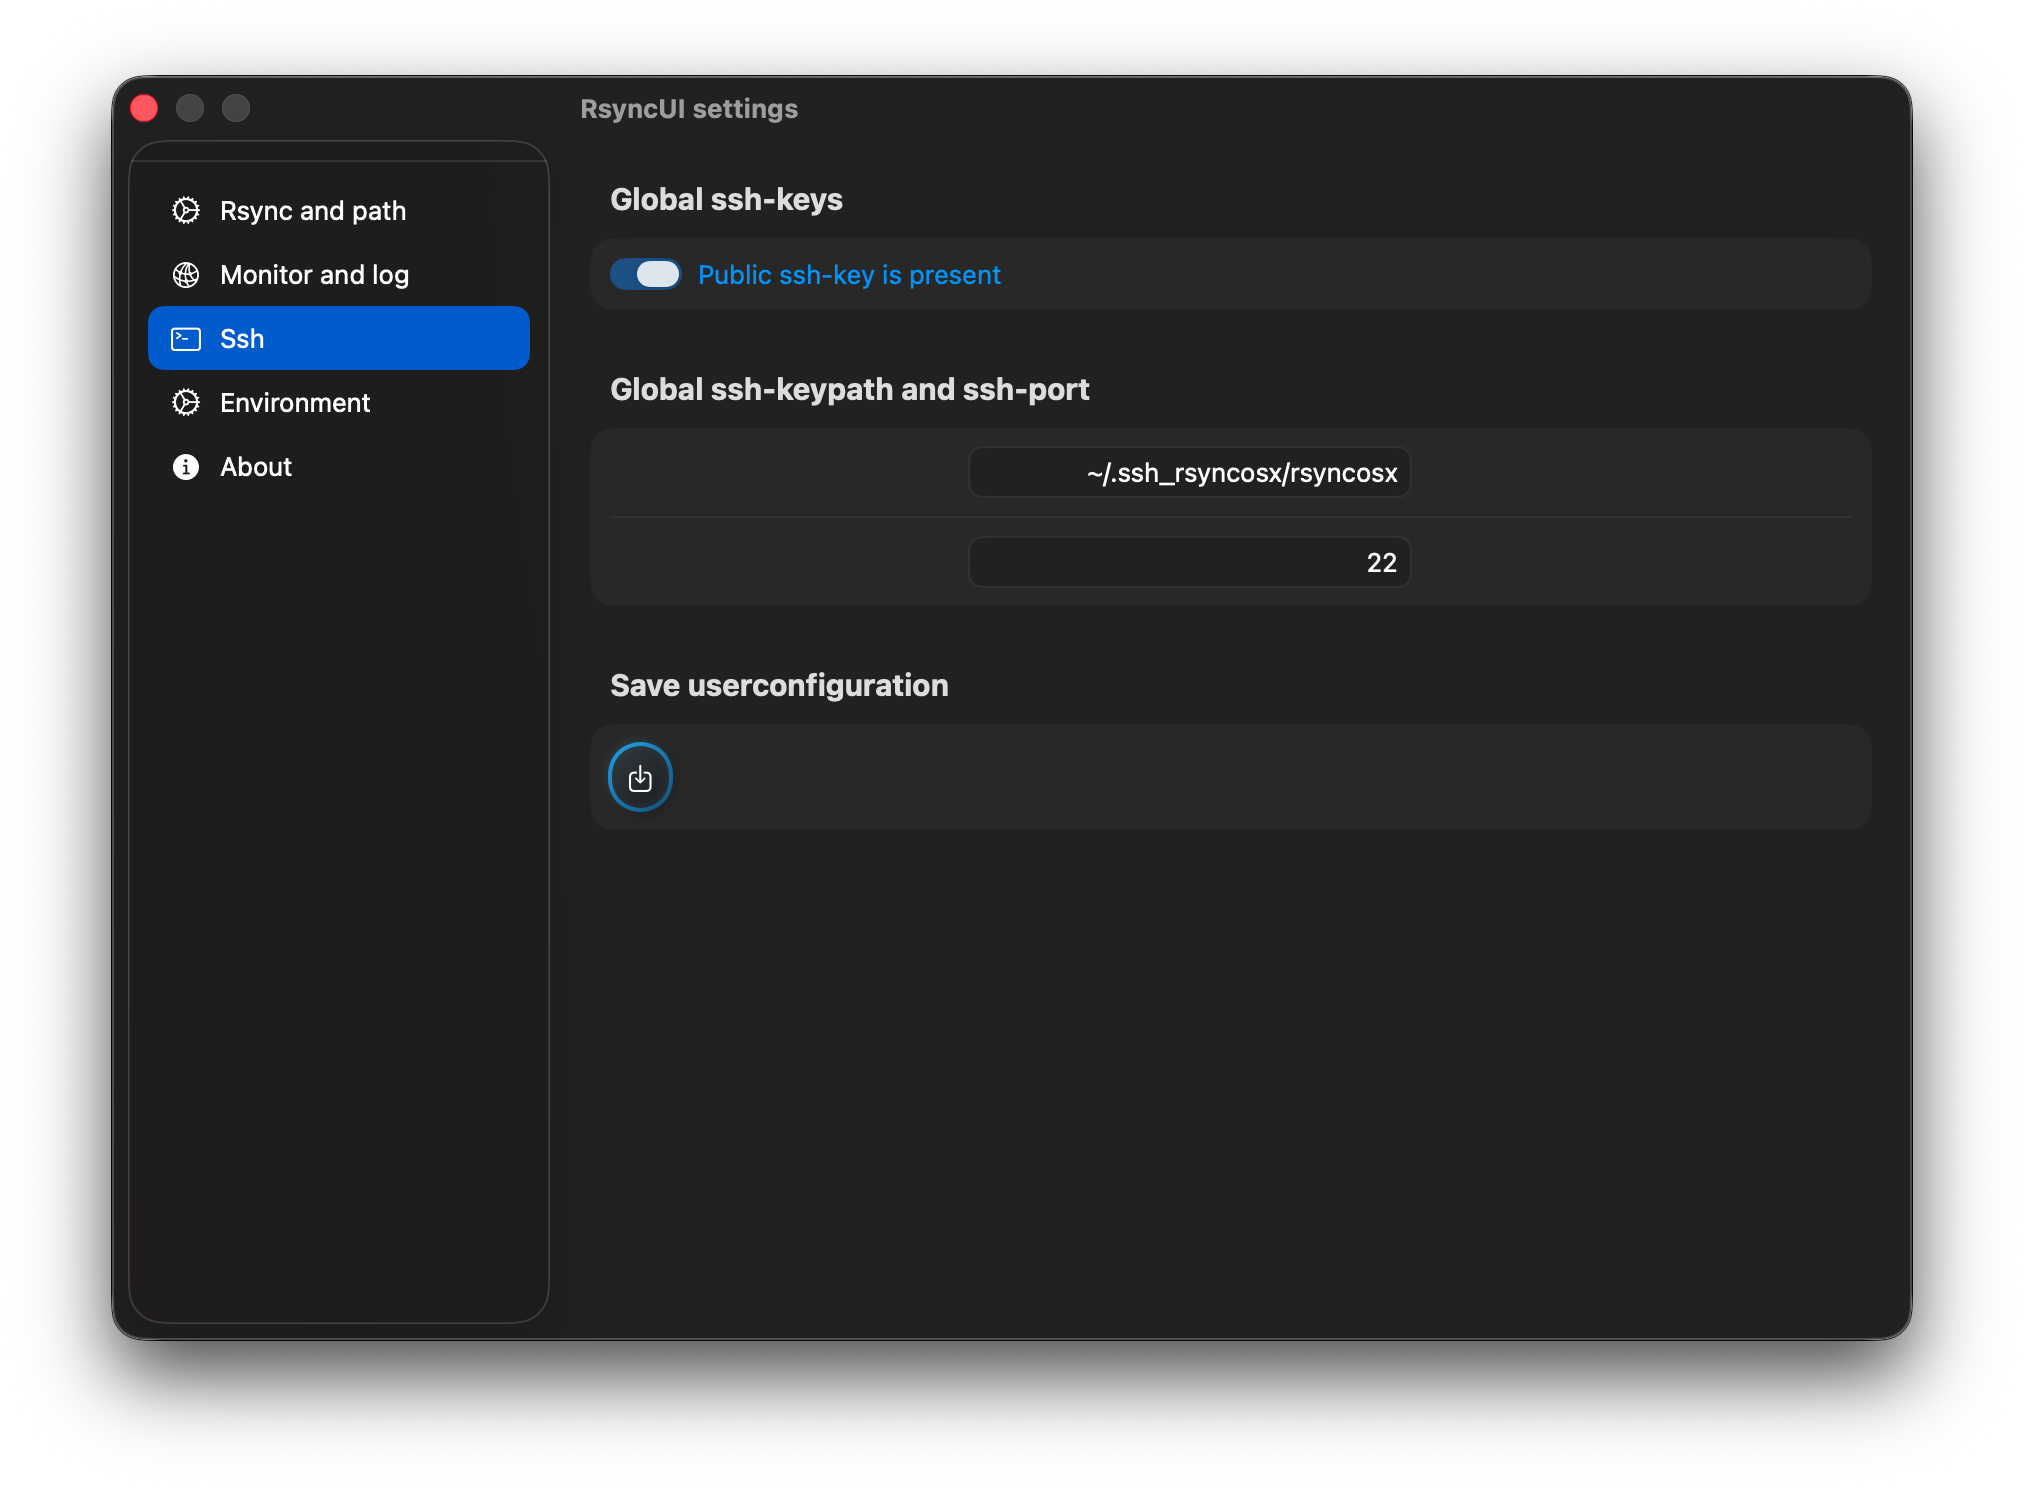 RsyncUI settings
Rsync and path
Monitor and log
Ssh
Environment
About
Global ssh-keys
Public ssh-key is present
Global ssh-keypath and ssh-port
~/.ssh_rsyncosx/rsyncosx
22
Save userconfiguration